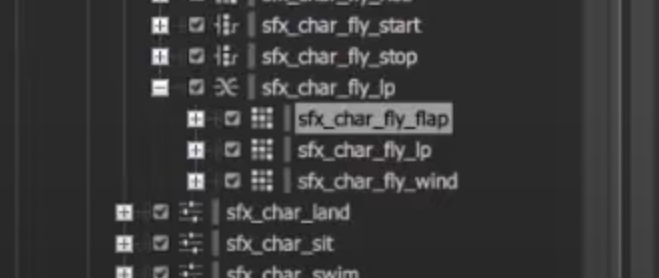 sfx_char_fly_start
sfx_char_fly_stop
sfx_char_fly_lp
sfx_char_fly_flap
sfx_char_fly_lp
sfx_char_fly_wind
sfx_char_land
sfx_char_sit
sfx_char_swim